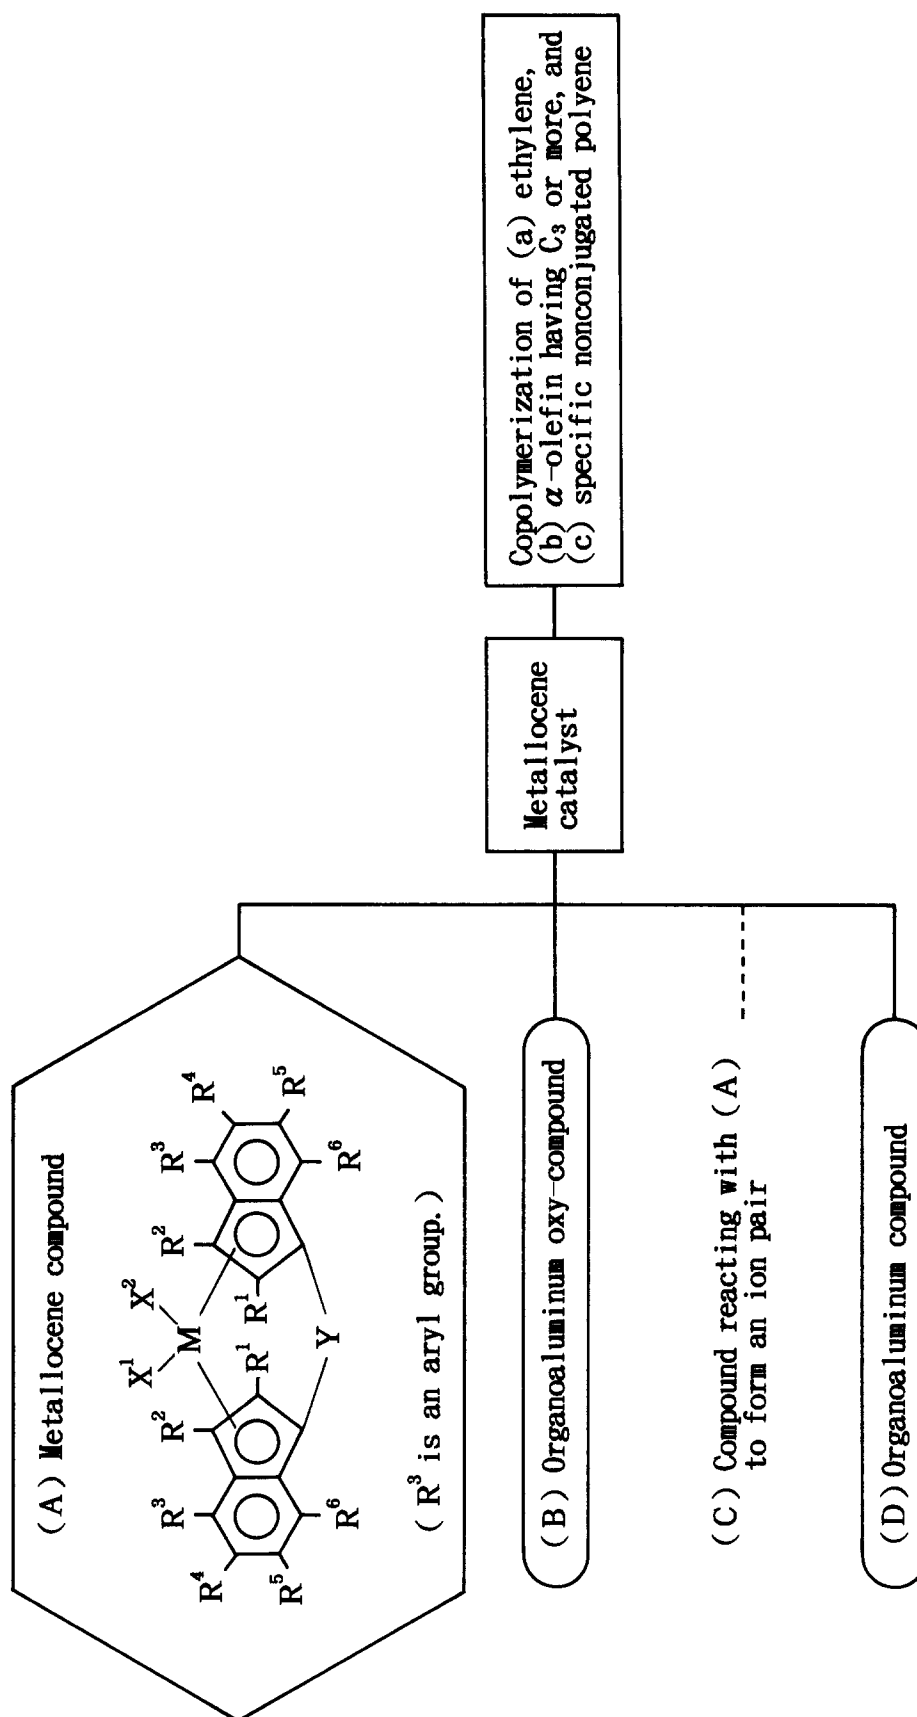 (A) Metallocene compound
X¹ X²
M
R² R²
R³ R³
R⁴ R¹ R¹ R⁴
R⁵ R⁵
R⁶ R⁶
Y
(R³ is an aryl group.)
(B) Organoaluminum oxy-compound
(C) Compound reacting with (A)
to form an ion pair
(D) Organoaluminum compound
Metallocene
catalyst
Copolymerization of (a) ethylene,
(b) α-olefin having C₃ or more, and
(c) specific nonconjugated polyene